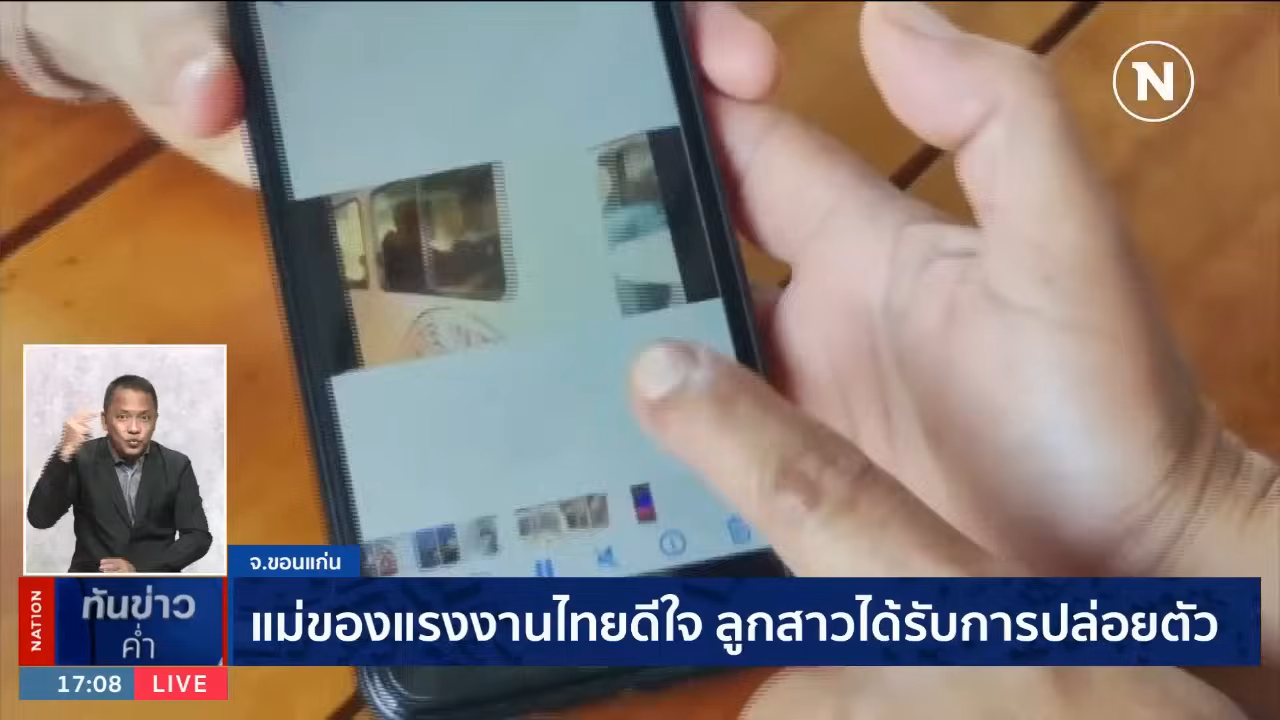 N
จ.ขอนแก่น
NATION
ทันข่าว
ค่ำ
แม่ของแรงงานไทยดีใจ ลูกสาวได้รับการปล่อยตัว
17:08 LIVE